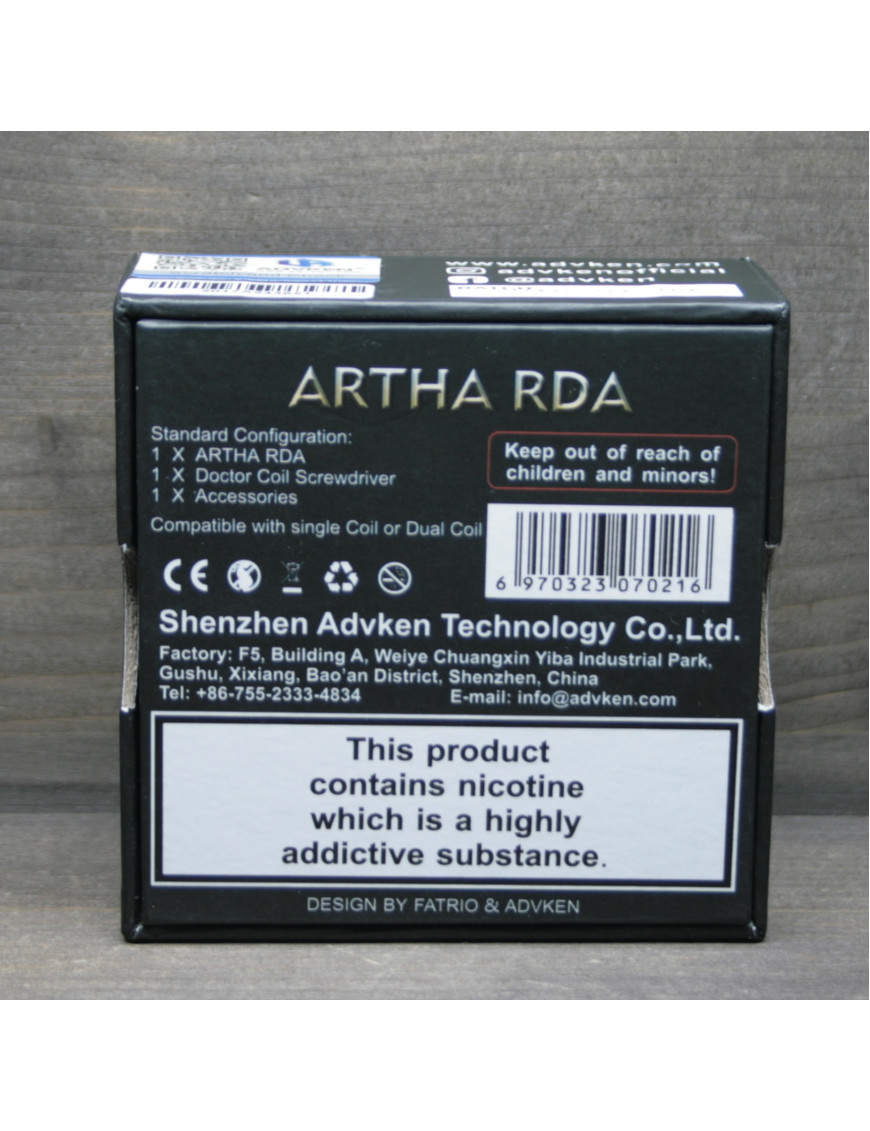 ADVKEN
www.advken.com
advkenofficial
@advken
ARTHA RDA
Standard Configuration:
1 X ARTHA RDA
1 X Doctor Coil Screwdriver
1 X Accessories
Compatible with single Coil or Dual Coil
Keep out of reach of
children and minors!
6 970323 070216
CE
Shenzhen Advken Technology Co.,Ltd.
Factory: F5, Building A, Weiye Chuangxin Yiba Industrial Park,
Gushu, Xixiang, Bao'an District, Shenzhen, China
Tel: +86-755-2333-4834 E-mail: info@advken.com
This product
contains nicotine
which is a highly
addictive substance.
DESIGN BY FATRIO & ADVKEN